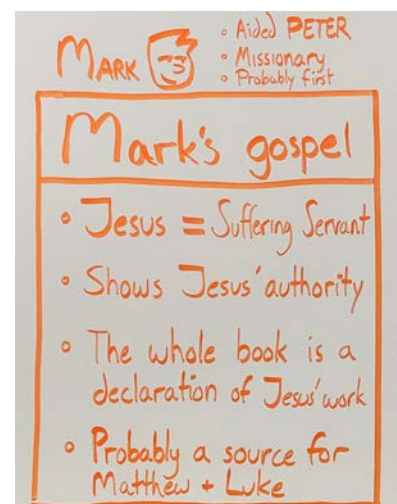 MARK
◦ Aided PETER
◦ Missionary
◦ Probably first
Mark's gospel
◦ Jesus = Suffering Servant
◦ Shows Jesus' authority
◦ The whole book is a
declaration of Jesus' work
◦ Probably a source for
Matthew + Luke